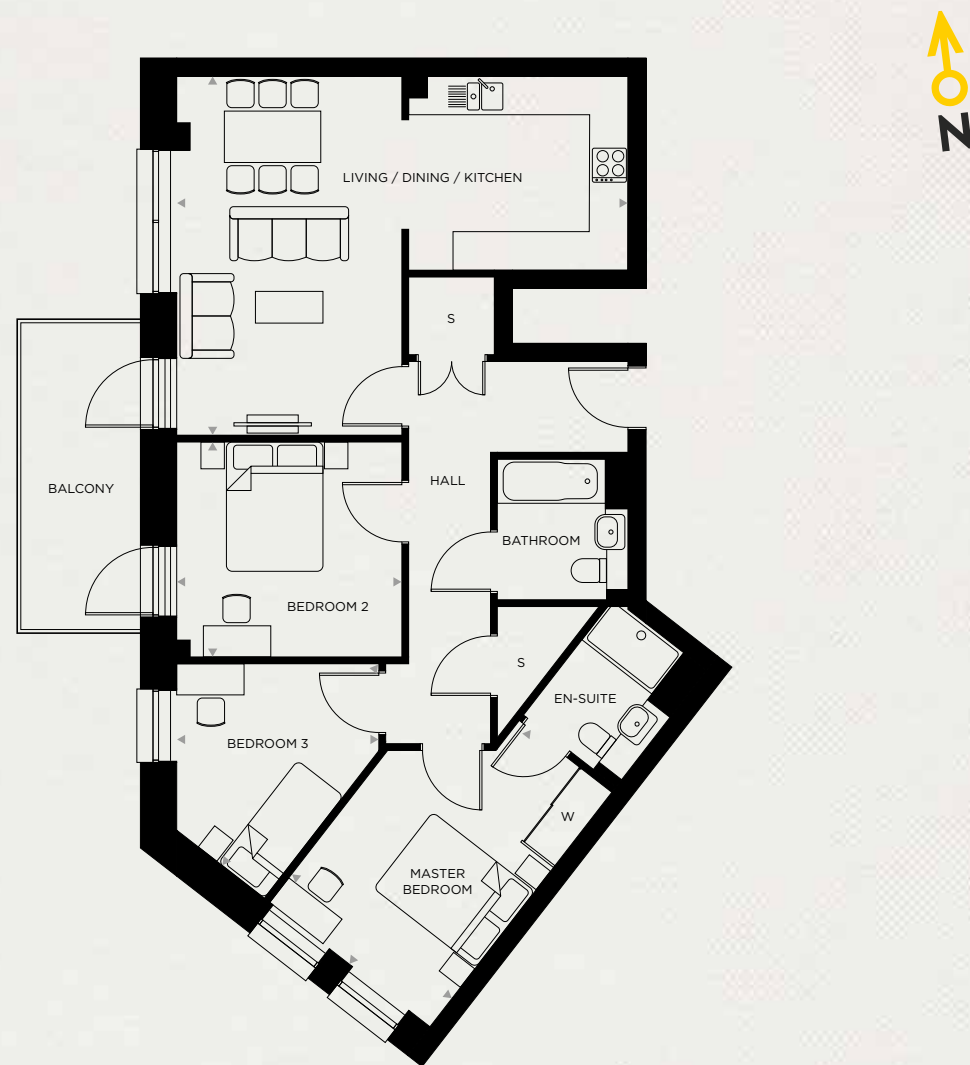 N
LIVING / DINING / KITCHEN
S
HALL
BALCONY
BATHROOM
BEDROOM 2
S
EN-SUITE
BEDROOM 3
W
MASTER
BEDROOM